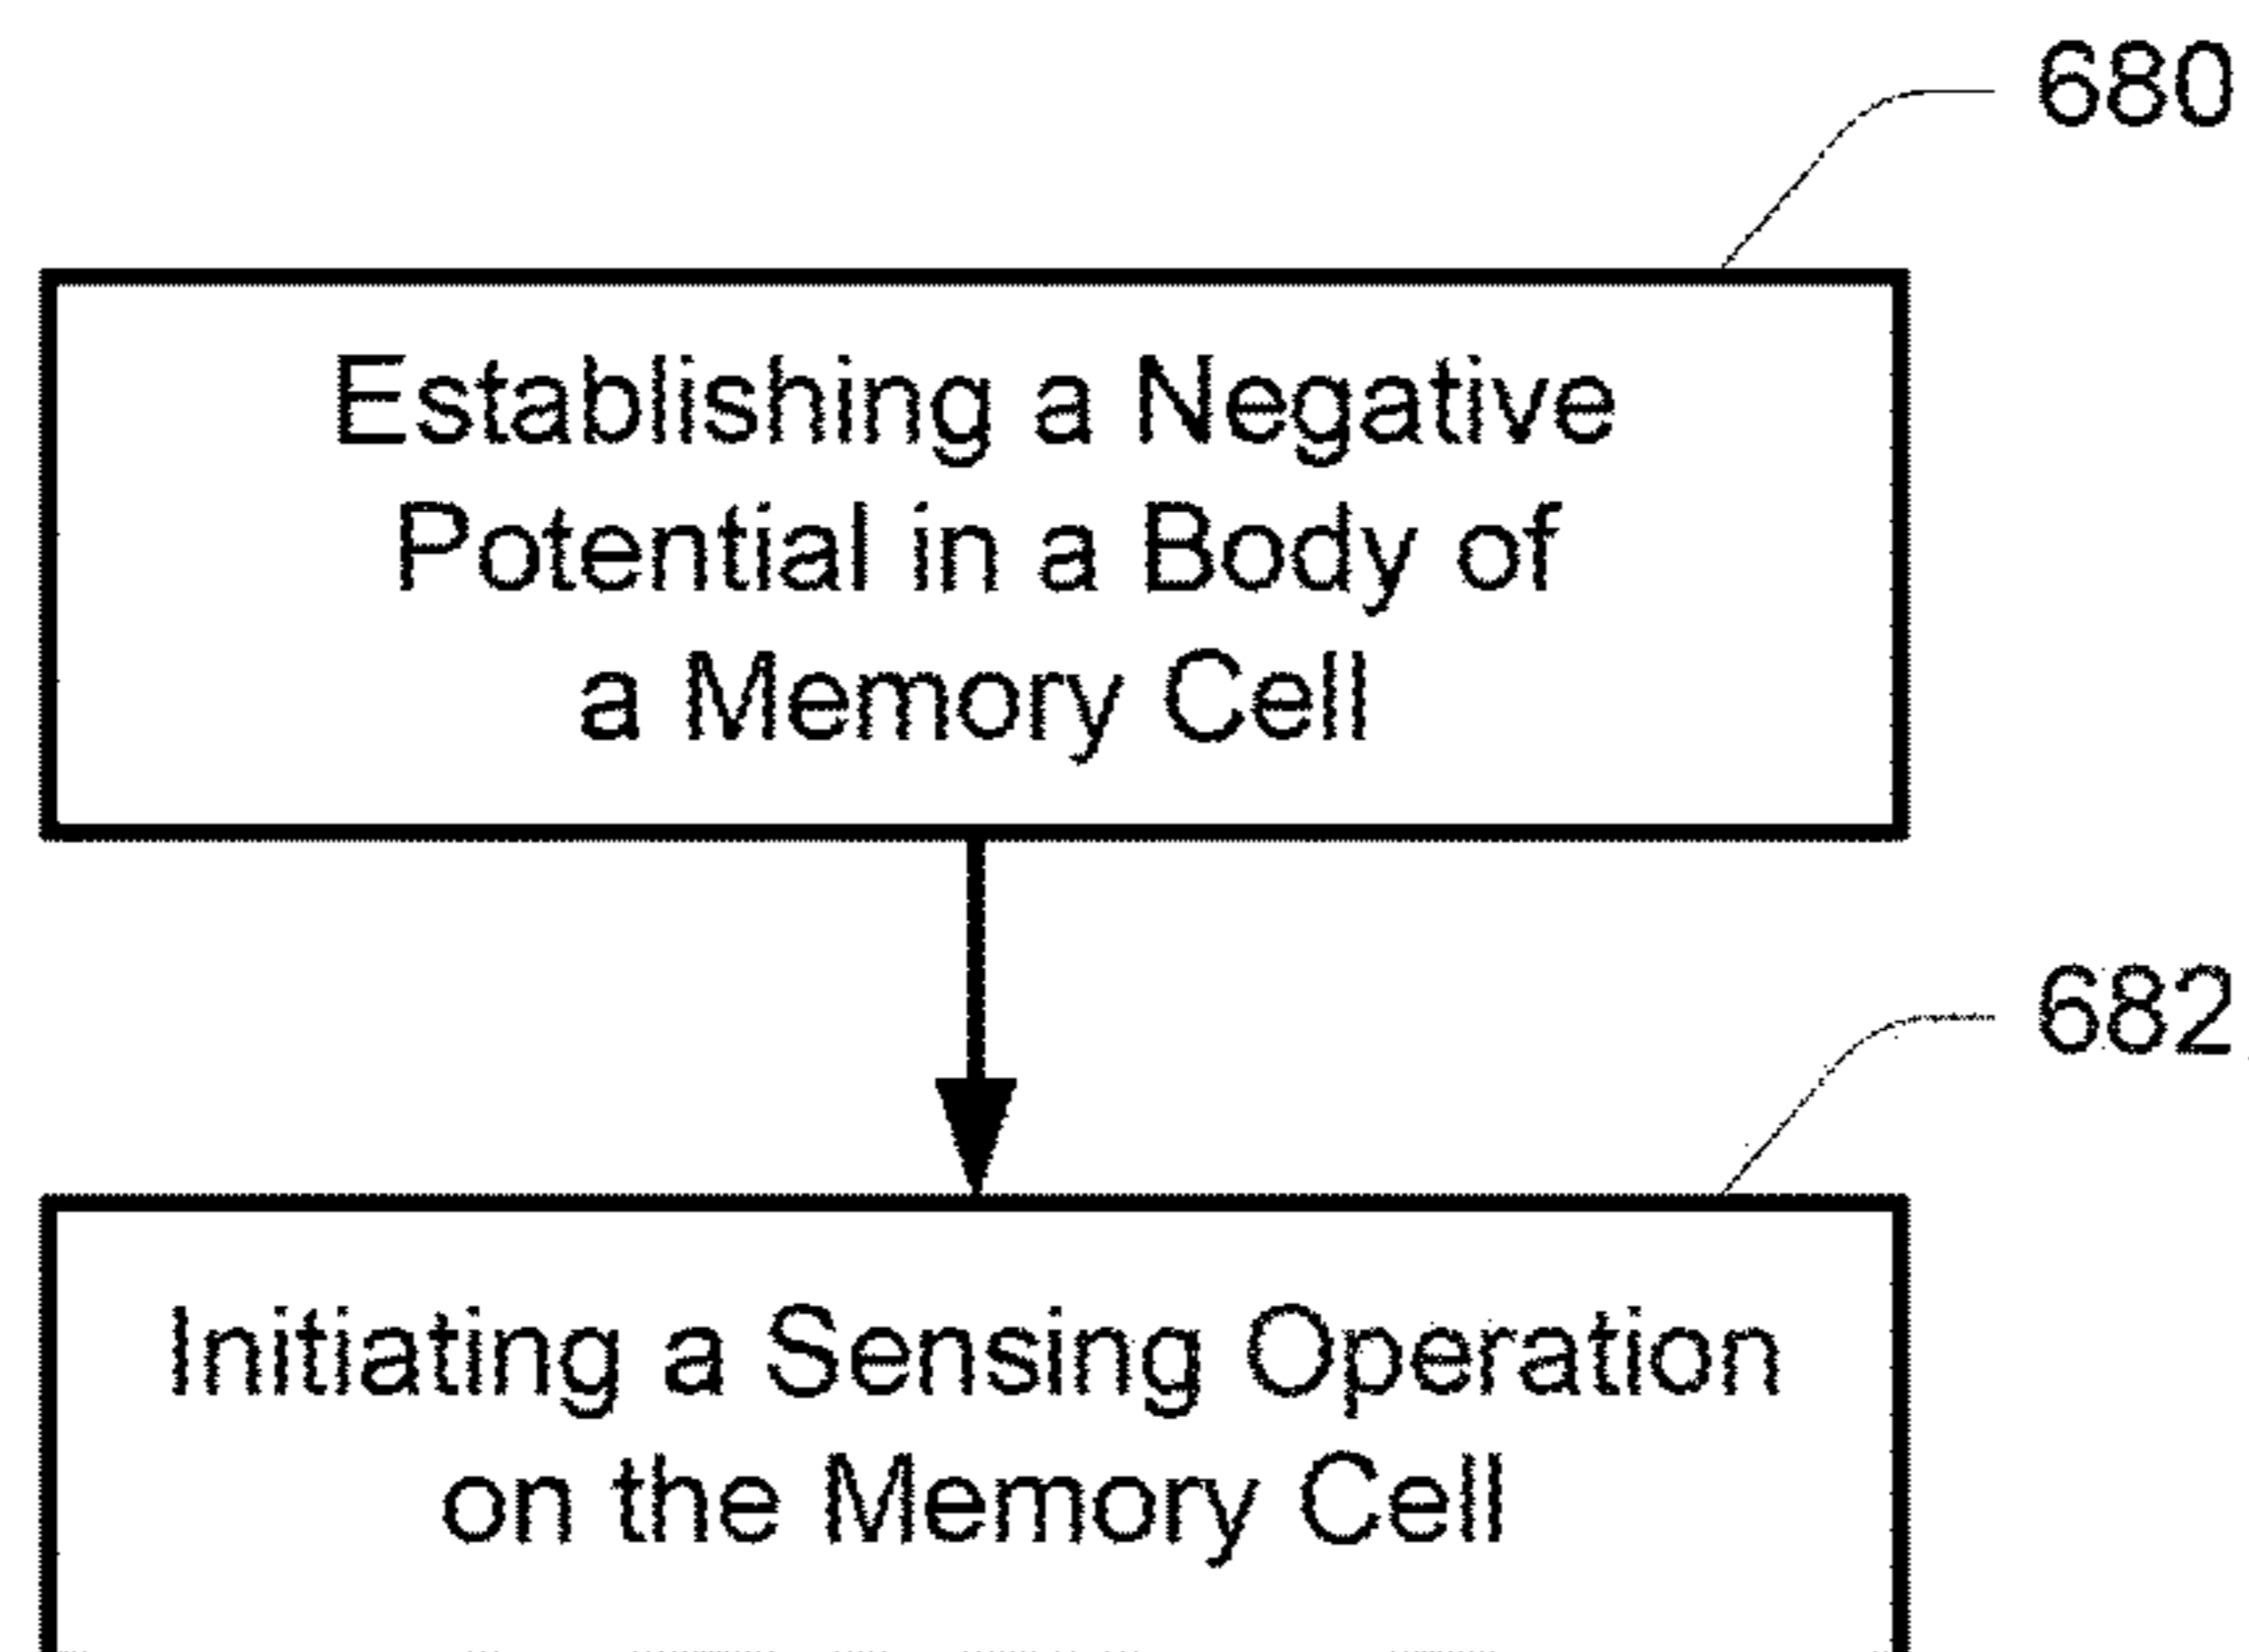 680
Establishing a Negative
Potential in a Body of
a Memory Cell
682
Initiating a Sensing Operation
on the Memory Cell